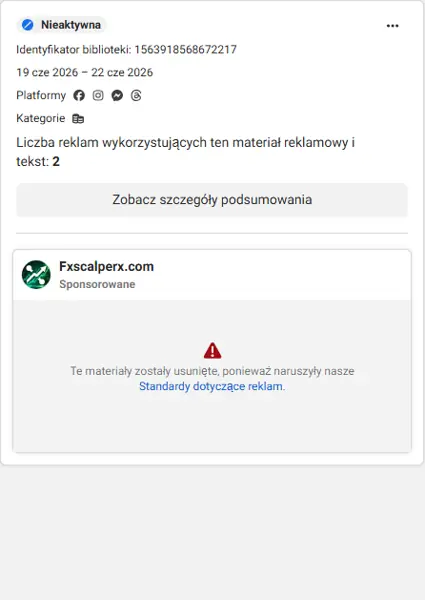 Nieaktywna
Identyfikator biblioteki: 1563918568672217
19 cze 2026 – 22 cze 2026
Platformy
Kategorie
Liczba reklam wykorzystujących ten materiał reklamowy i
tekst: 2
Zobacz szczegóły podsumowania
Fxscalperx.com
Sponsorowane
Te materiały zostały usunięte, ponieważ naruszyły nasze
Standardy dotyczące reklam.